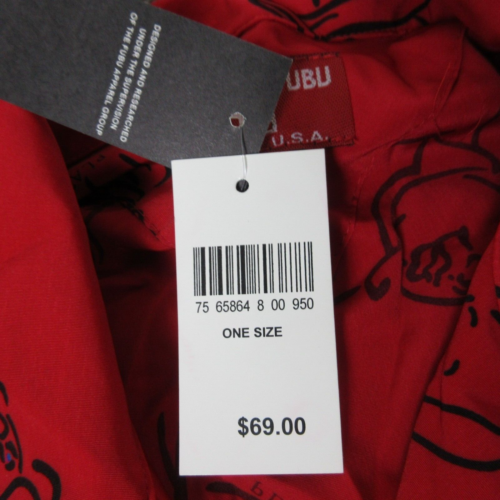 DESIGNED AND RESEARCHED
UNDER THE SUPERVISION
OF THE FUBU APPAREL GROUP
UBU
U.S.A.
75 65864 8 00 950
ONE SIZE
$69.00